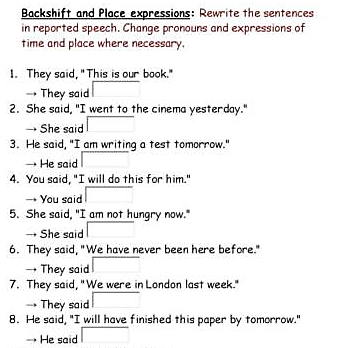 Backshift and Place expressions: Rewrite the sentences
in reported speech. Change pronouns and expressions of
time and place where necessary.
1. They said, "This is our book."
→ They said
2. She said, "I went to the cinema yesterday."
→ She said
3. He said, "I am writing a test tomorrow."
→ He said
4. You said, "I will do this for him."
→ You said
5. She said, "I am not hungry now."
→ She said
6. They said, "We have never been here before."
→ They said
7. They said, "We were in London last week."
→ They said
8. He said, "I will have finished this paper by tomorrow."
→ He said